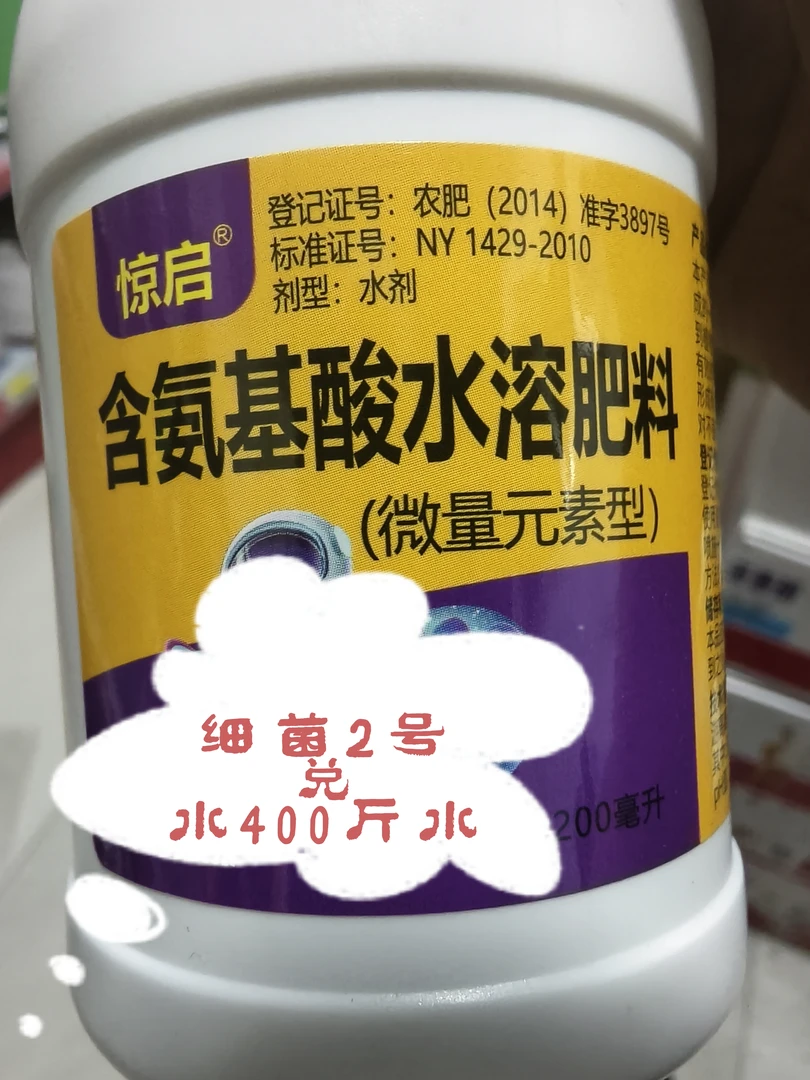 惊启®
登记证号：农肥（2014）准字3897号
标准证号：NY 1429-2010
剂型：水剂
含氨基酸水溶肥料
(微量元素型)
细菌2号
兑
水400斤水
200毫升